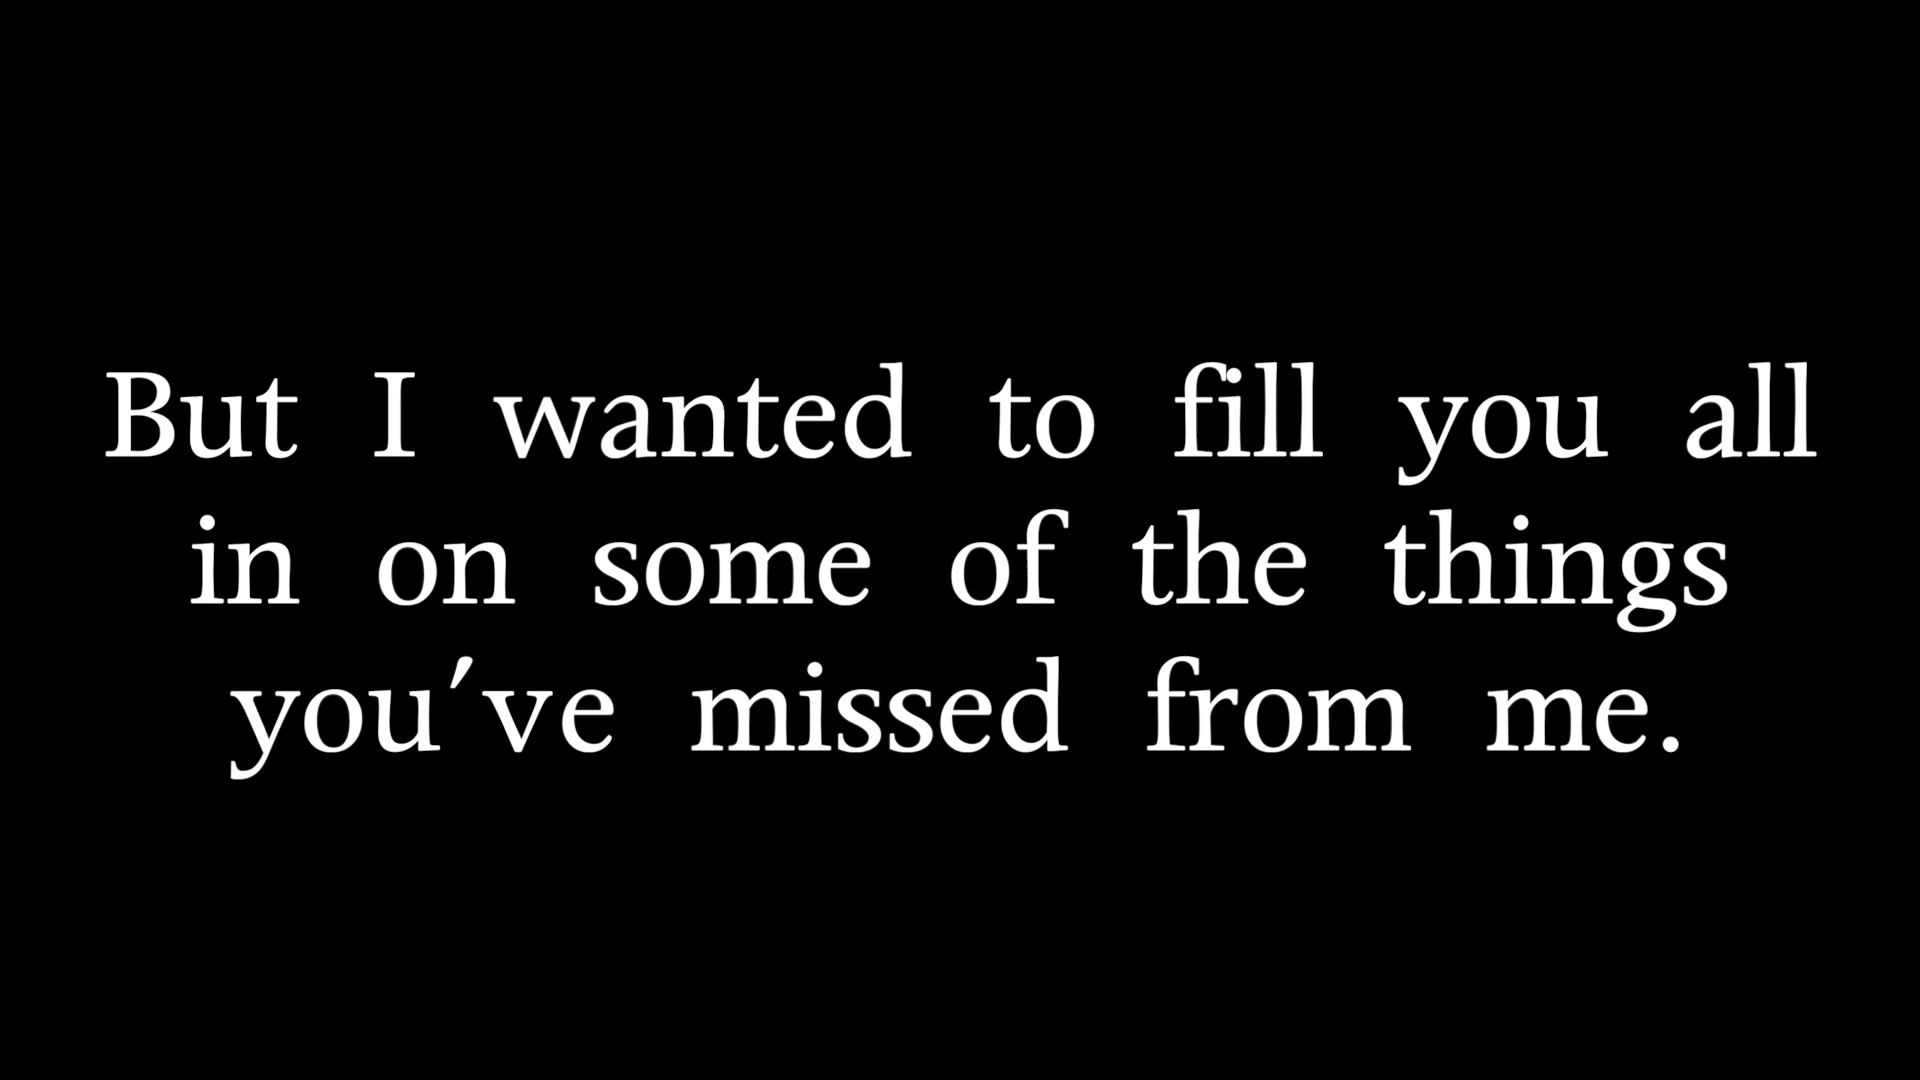 But I wanted to fill you all
in on some of the things
you've missed from me.